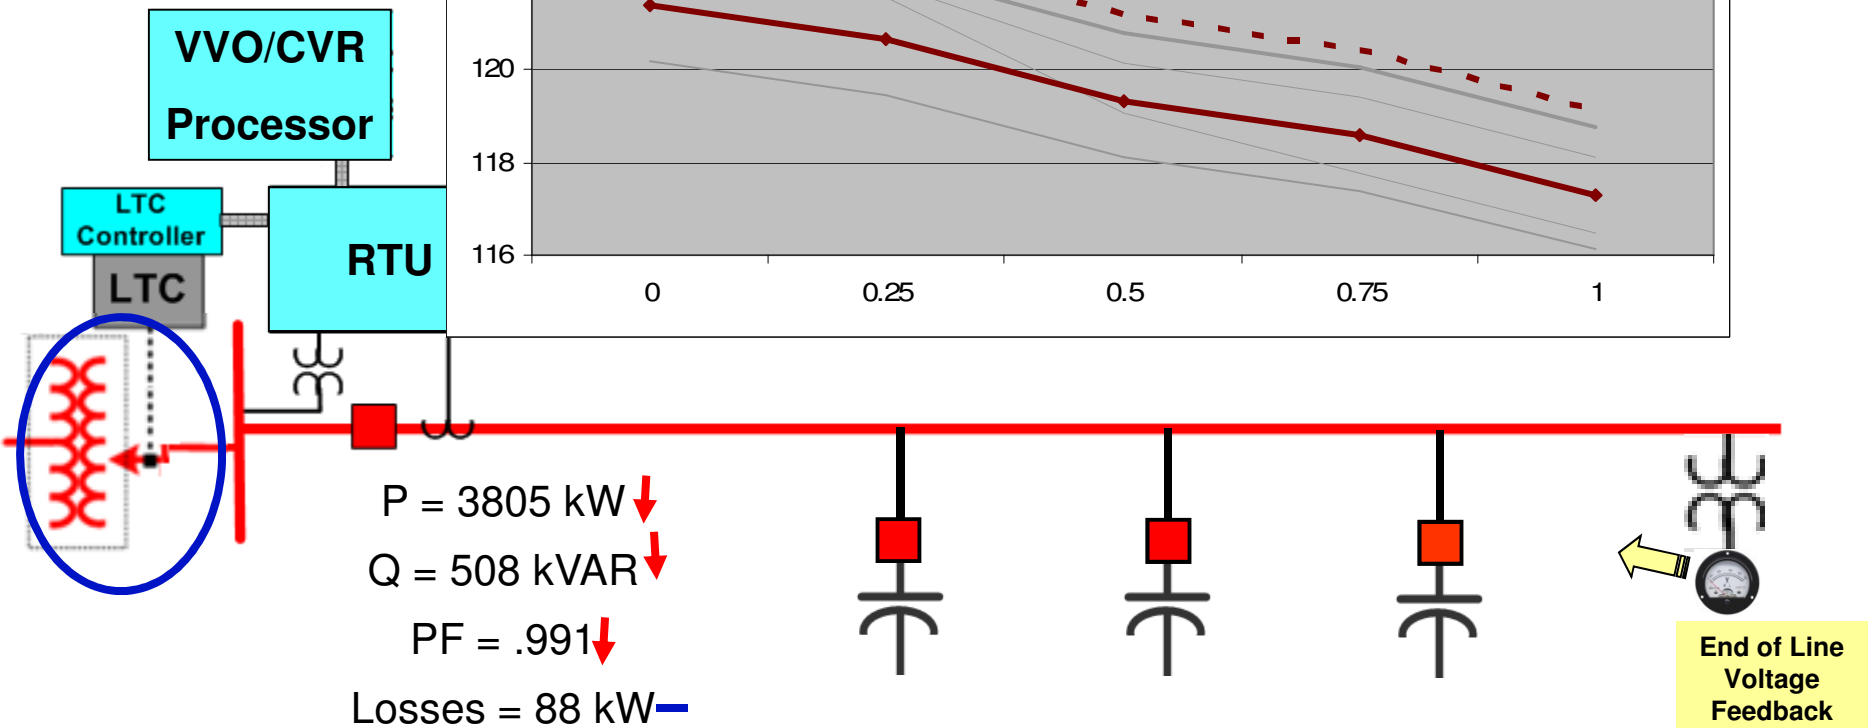 VVO/CVR
Processor
LTC
Controller
LTC
RTU
120
118
116
0
0.25
0.5
0.75
1
P = 3805 kW
Q = 508 kVAR
PF = .991
Losses = 88 kW
End of Line
Voltage
Feedback